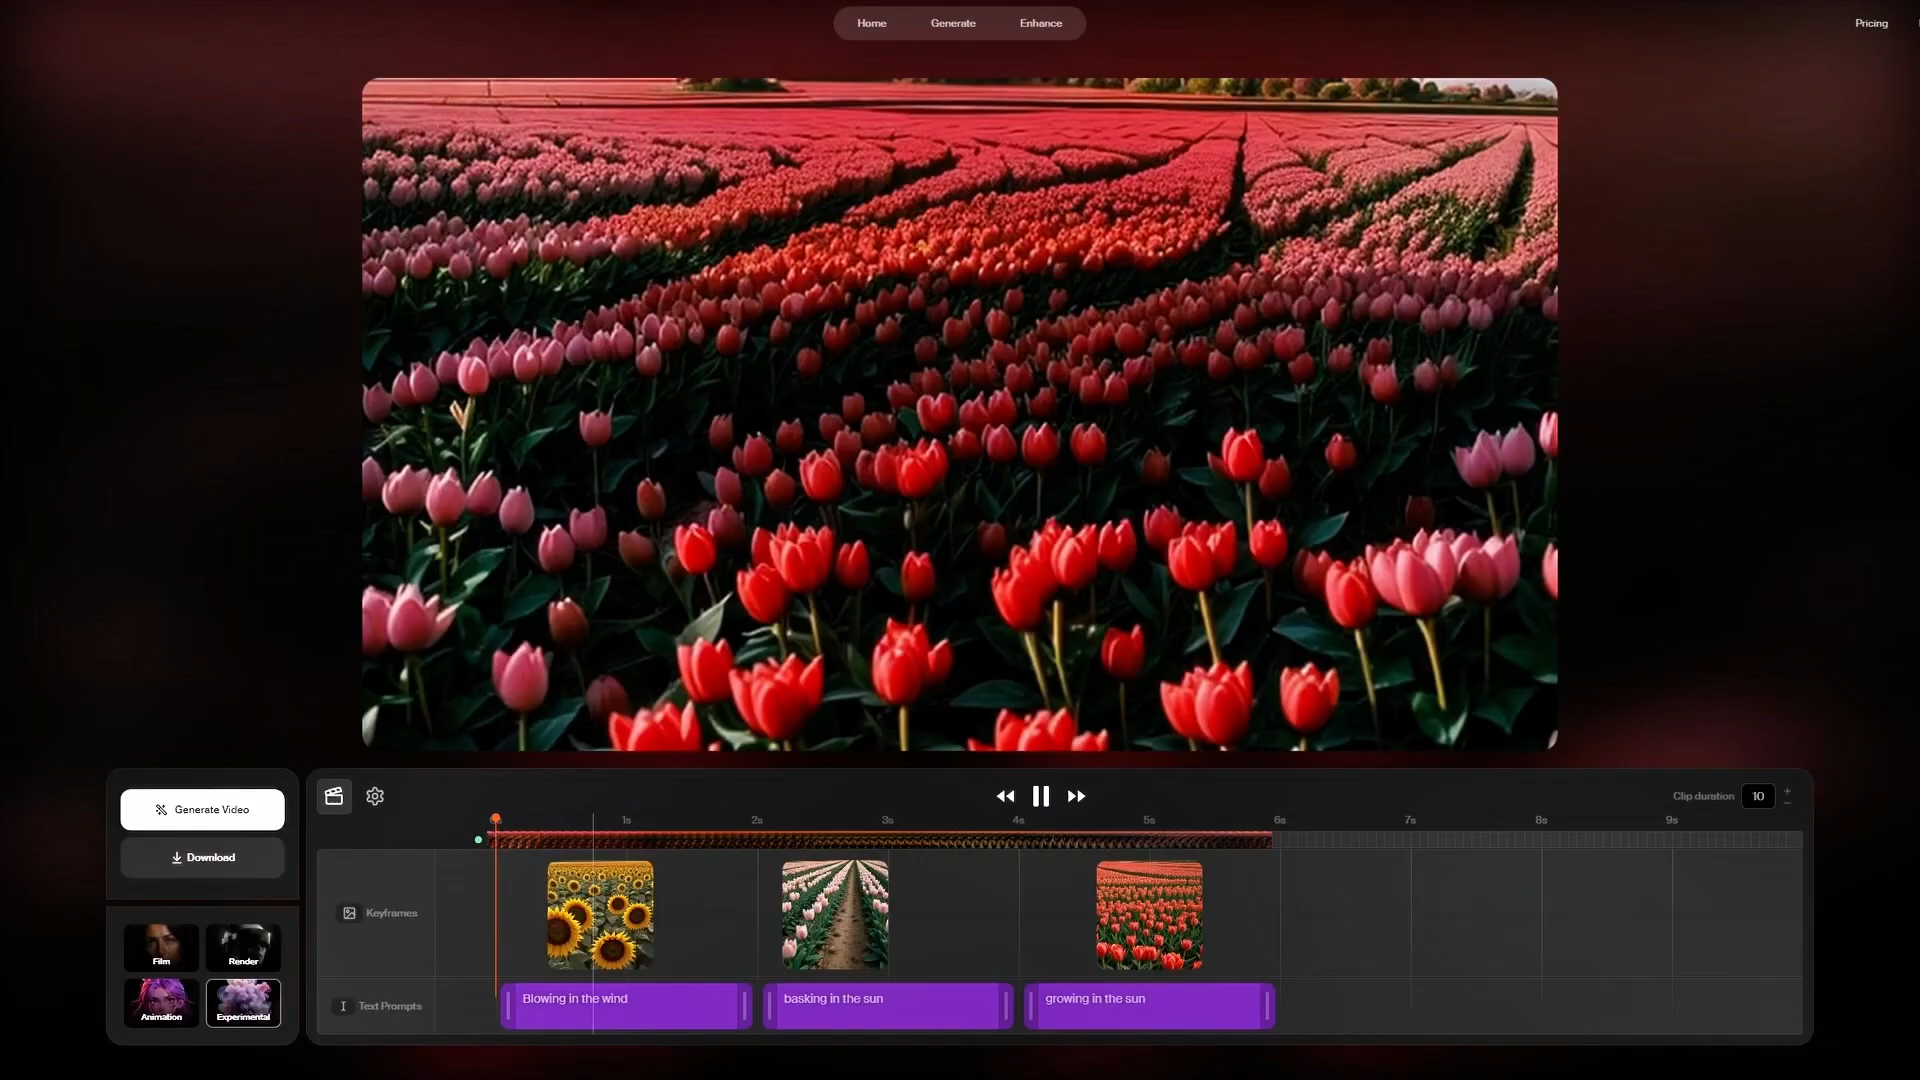 Home Generate Enhance Pricing
Generate Video
Download
Clip duration 10
1s 2s 3s 4s 5s 6s 7s 8s 9s
Keyframes
Film Render
Animation Experimental
Text Prompts
Blowing in the wind basking in the sun growing in the sun